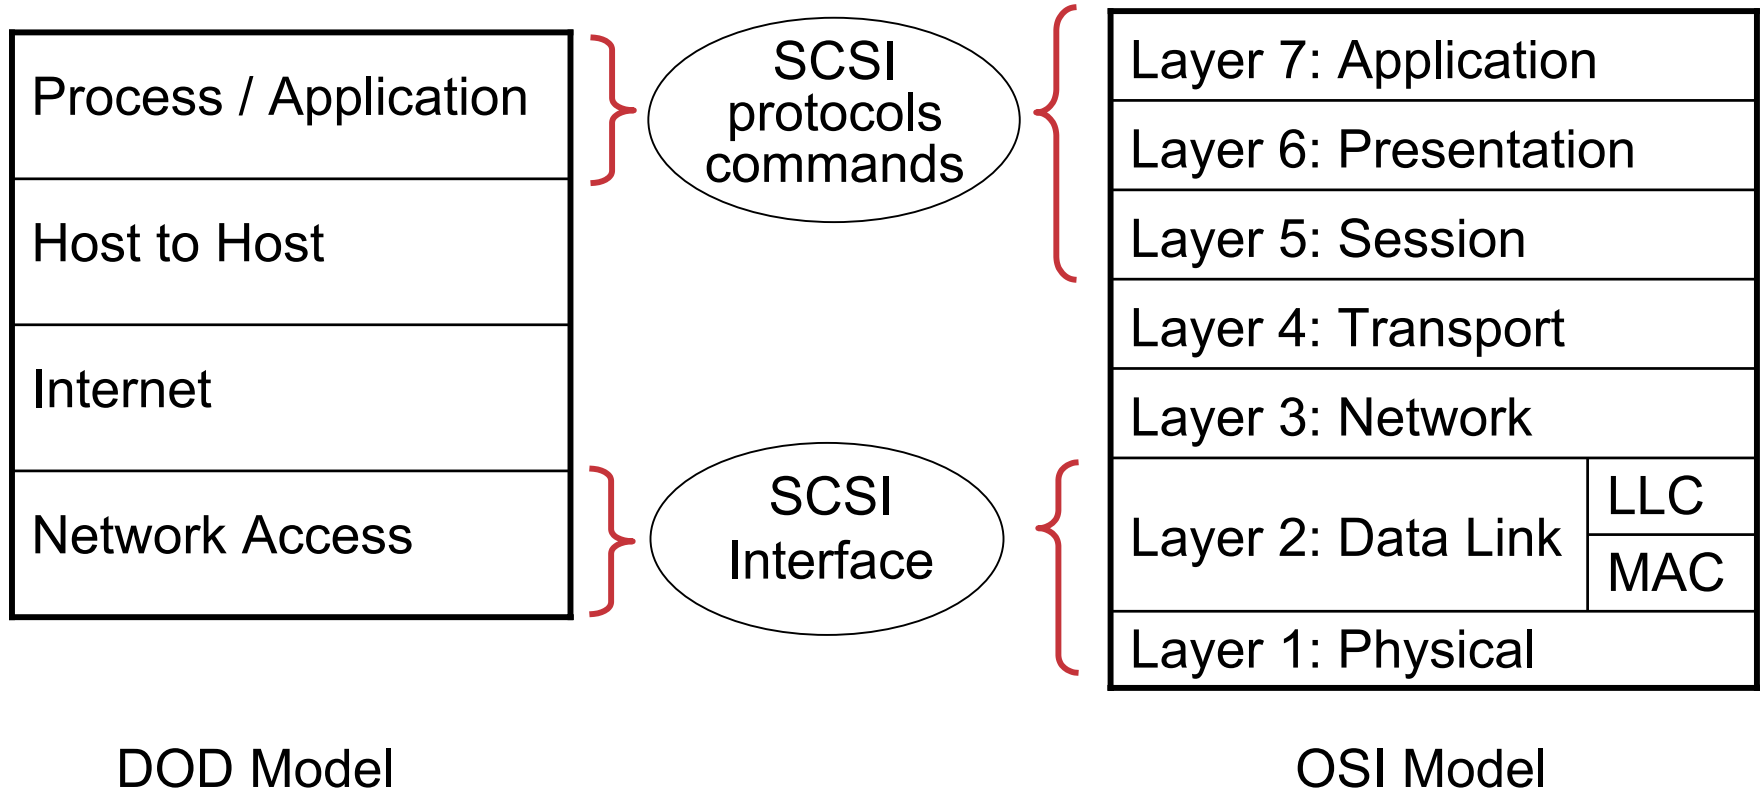 Process / Application
Host to Host
Internet
Network Access
DOD Model
SCSI
protocols
commands
SCSI
Interface
Layer 7: Application
Layer 6: Presentation
Layer 5: Session
Layer 4: Transport
Layer 3: Network
Layer 2: Data Link
LLC
MAC
Layer 1: Physical
OSI Model